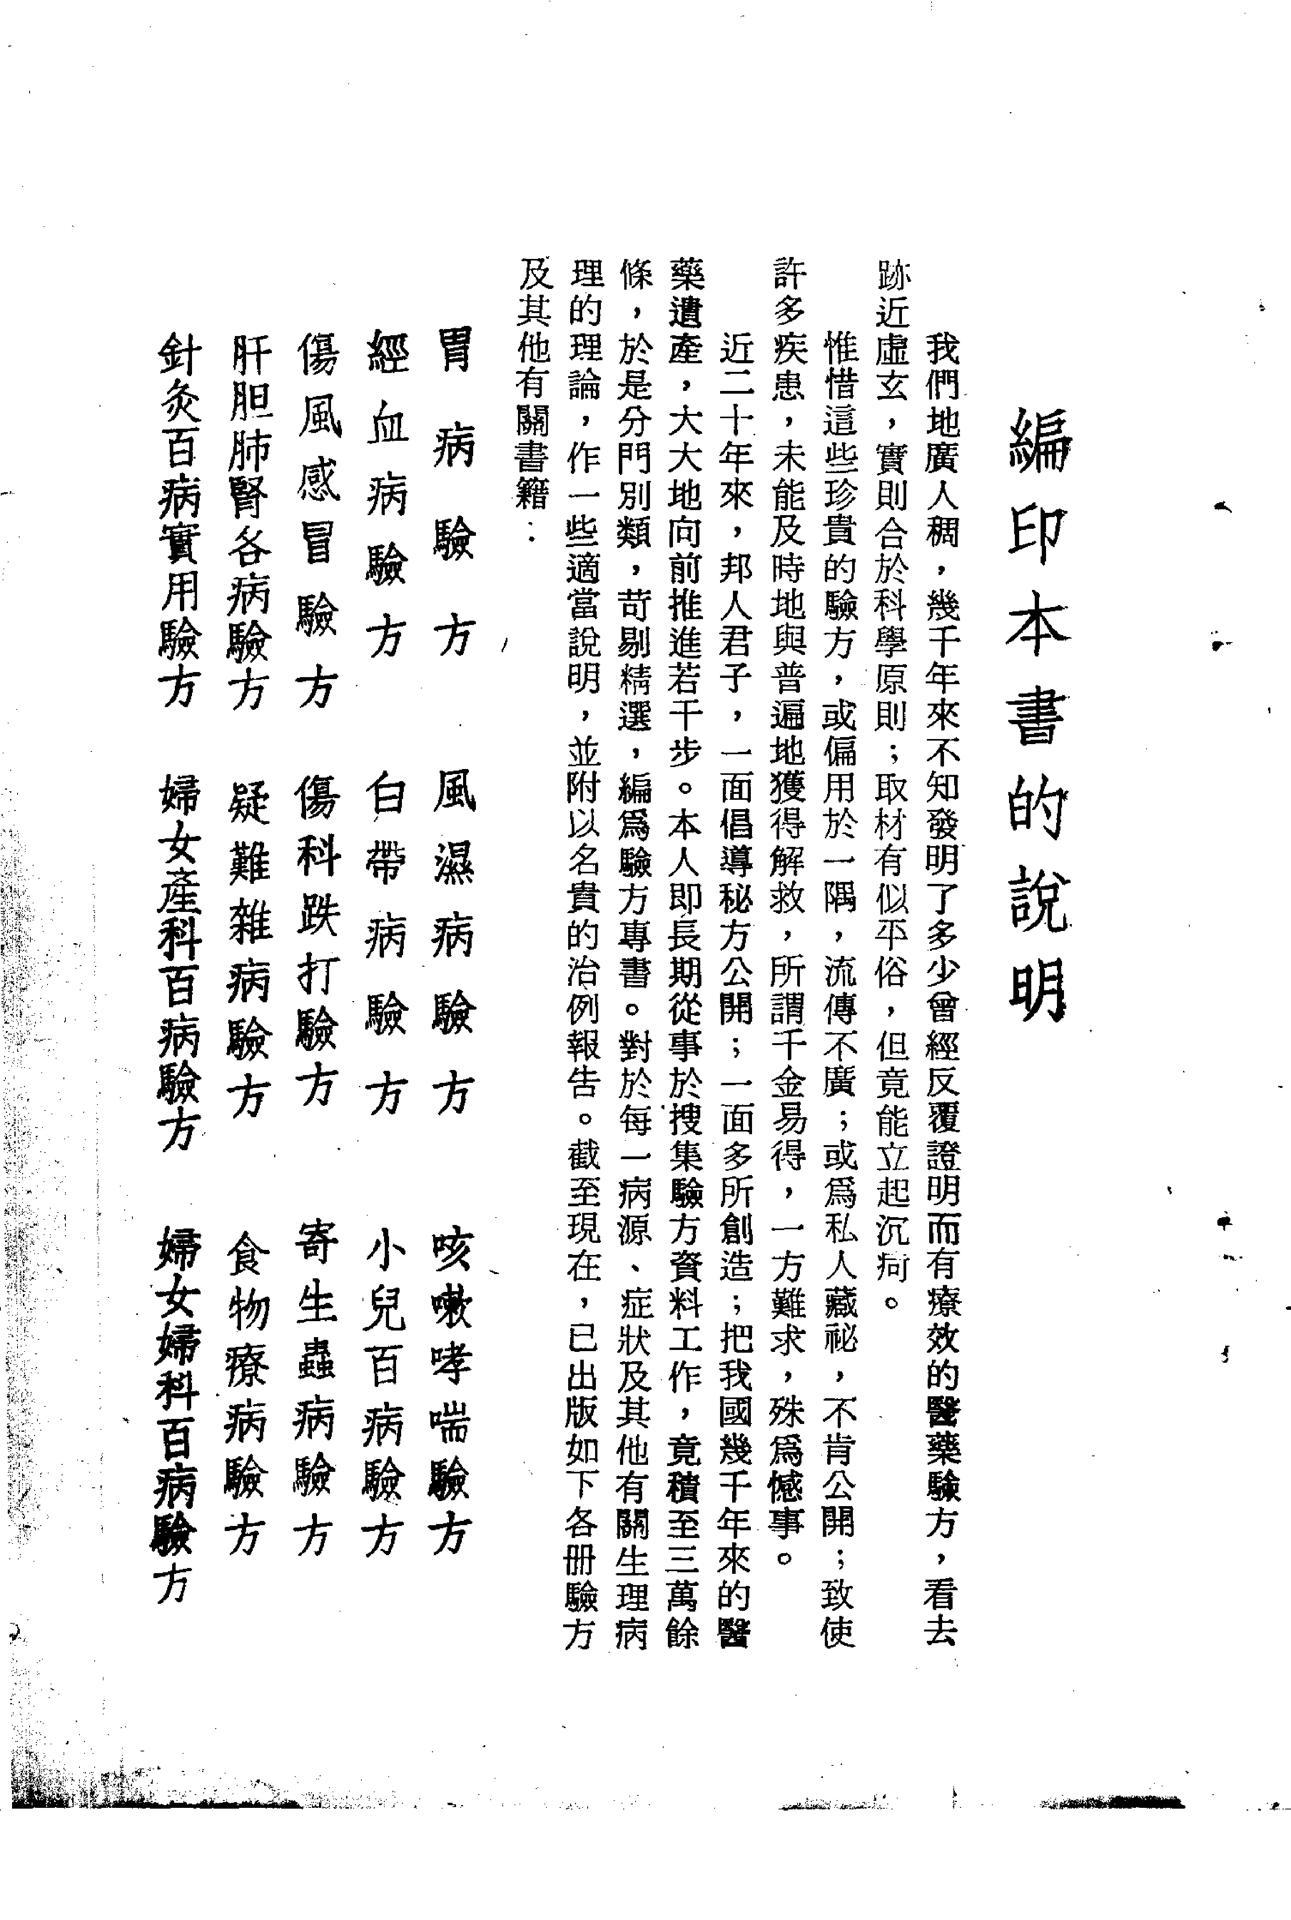 編印本書的說明
我們地廣人稠，幾千年來不知發明了多少曾經反覆證明而有療效的醫藥驗方，看去
跡近虛玄，實則合於科學原則；取材有似平俗，但竟能立起沉疴。
惟惜這些珍貴的驗方，或偏用於一隅，流傳不廣；或爲私人藏祕，不肯公開；致使
許多疾患，未能及時地與普遍地獲得解救，所謂千金易得，一方難求，殊爲憾事。
近二十年來，邦人君子，一面倡導秘方公開；一面多所創造；把我國幾千年來的醫
藥遺產，大大地向前推進若干步。本人即長期從事於搜集驗方資料工作，竟積至三萬餘
條，於是分門別類，苛剔精選，編爲驗方專書。對於每一病源、症狀及其他有關生理病
理的理論，作一些適當說明，並附以名貴的治例報告。截至現在，已出版如下各册驗方
及其他有關書籍：
胃病驗方　風濕病驗方　咳嗽哮喘驗方
經血病驗方　白帶病驗方　小兒百病驗方
傷風感冒驗方　傷科跌打驗方　寄生蟲病驗方
肝胆肺腎各病驗方　疑難雜病驗方　食物療病驗方
針灸百病實用驗方　婦女產科百病驗方　婦女婦科百病驗方